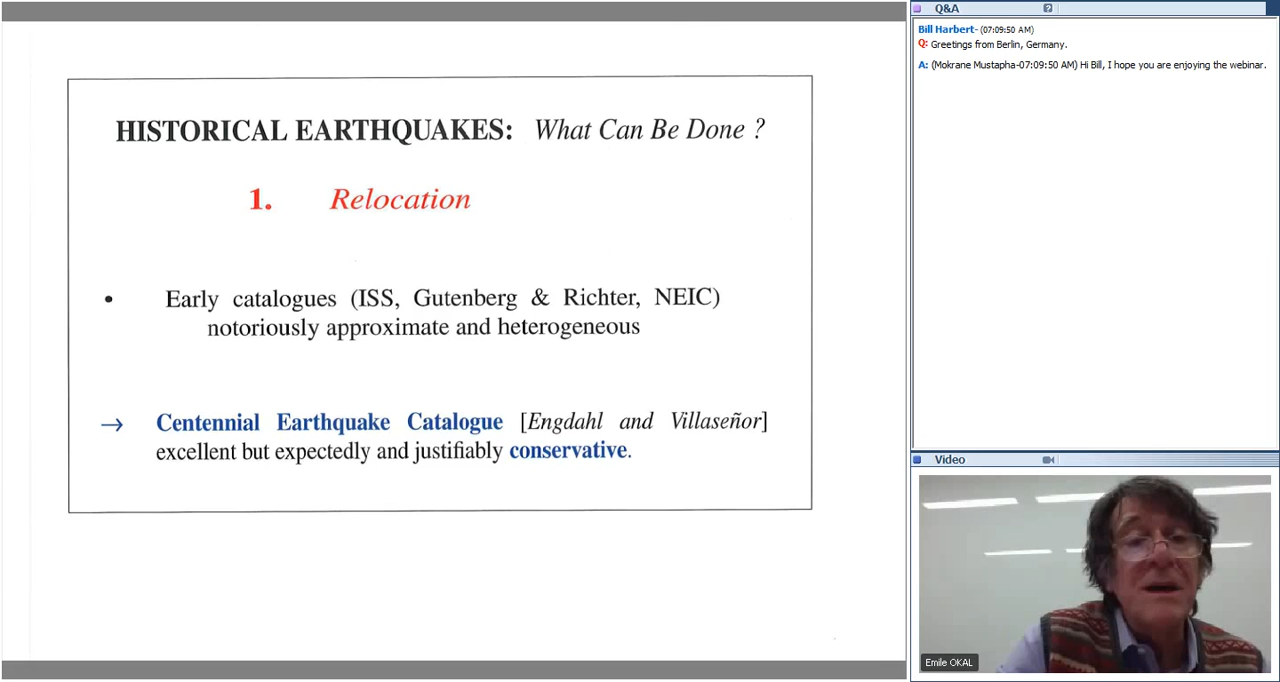 HISTORICAL EARTHQUAKES: What Can Be Done ?
1. Relocation
• Early catalogues (ISS, Gutenberg & Richter, NEIC)
notoriously approximate and heterogeneous
→ Centennial Earthquake Catalogue [Engdahl and Villaseñor]
excellent but expectedly and justifiably conservative.
Q&A
Bill Harbert- (07:09:50 AM)
Q: Greetings from Berlin, Germany.
A: (Mokrane Mustapha-07:09:50 AM) Hi Bill, I hope you are enjoying the webinar.
Video
Emile OKAL